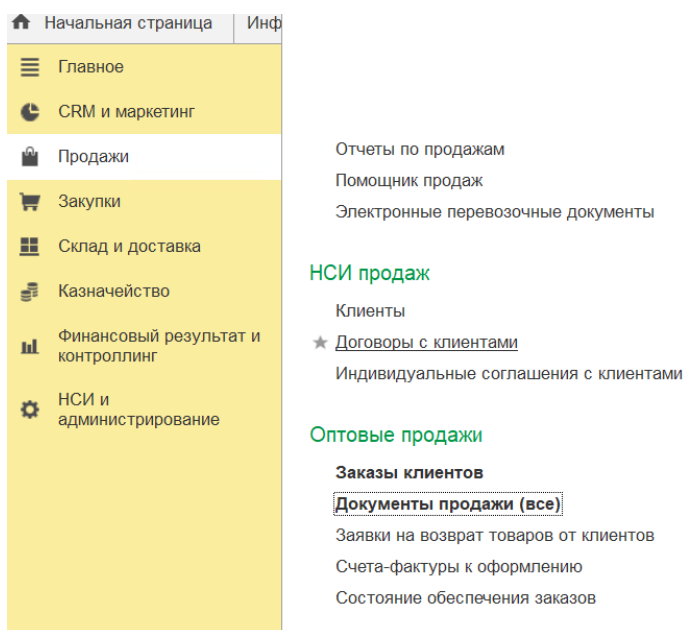 Начальная страница
Инф
Главное
CRM и маркетинг
Продажи
Закупки
Склад и доставка
Казначейство
Финансовый результат и
контроллинг
НСИ и
администрирование
Отчеты по продажам
Помощник продаж
Электронные перевозочные документы
НСИ продаж
Клиенты
Договоры с клиентами
Индивидуальные соглашения с клиентами
Оптовые продажи
Заказы клиентов
Документы продажи (все)
Заявки на возврат товаров от клиентов
Счета-фактуры к оформлению
Состояние обеспечения заказов